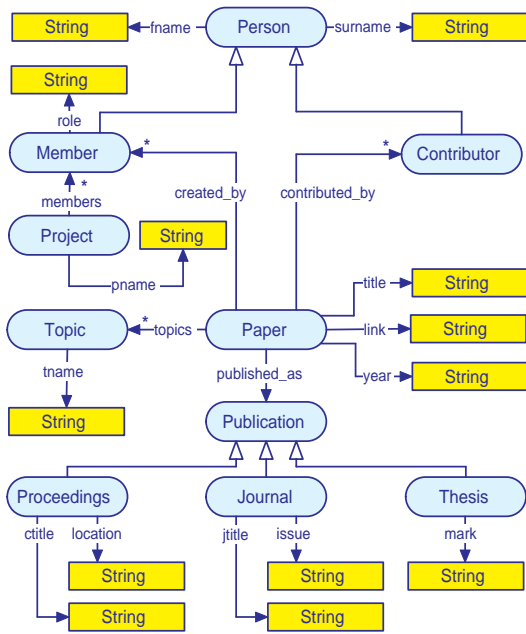 String fname Person surname String
String
role
Member * * Contributor
created_by contributed_by
*
members
Project String
pname
title String
Topic * topics Paper link String
tname published_as year String
String Publication
Proceedings Journal Thesis
ctitle location jtitle issue mark
String String String
String String